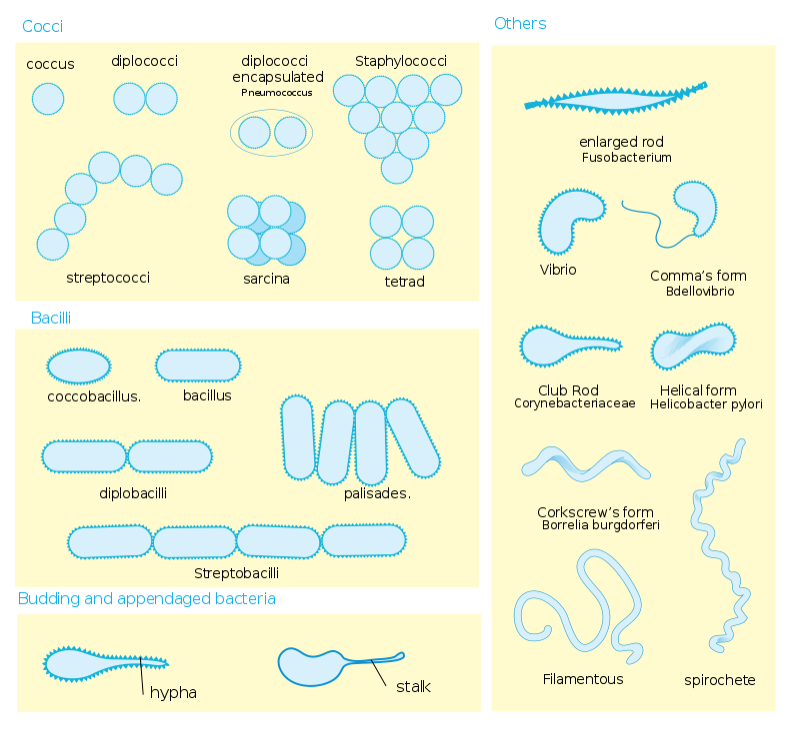 Cocci
coccus
diplococci
diplococci
encapsulated
Pneumococcus
Staphylococci
streptococci
sarcina
tetrad
Bacilli
coccobacillus.
bacillus
diplobacilli
palisades.
Streptobacilli
Budding and appendaged bacteria
hypha
stalk
Others
enlarged rod
Fusobacterium
Vibrio
Comma's form
Bdellovibrio
Club Rod
Corynebacteriaceae
Helical form
Helicobacter pylori
Corkscrew's form
Borrelia burgdorferi
Filamentous
spirochete